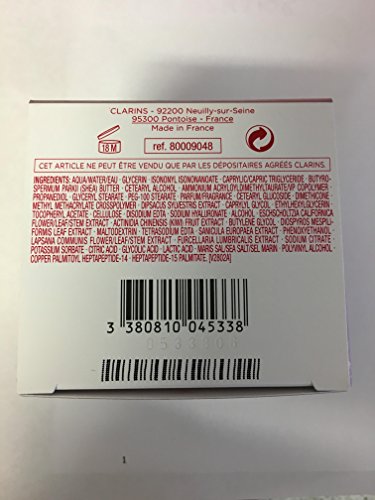 CLARINS - 92200 Neuilly-sur-Seine
95300 Pontoise - France
Made in France
18 M
ref. 80009048
CET ARTICLE NE PEUT ÊTRE VENDU QUE PAR LES DÉPOSITAIRES AGRÉÉS CLARINS.
INGREDIENTS: AQUA/WATER/EAU · GLYCERIN · ISONONYL ISONONANOATE · CAPRYLIC/CAPRIC TRIGLYCERIDE · BUTYRO-
SPERMUM PARKII (SHEA) BUTTER · CETEARYL ALCOHOL · AMMONIUM ACRYLOYLDIMETHYLTAURATE/VP COPOLYMER ·
PROPANEDIOL · GLYCERYL STEARATE · PEG-100 STEARATE · PARFUM/FRAGRANCE · CETEARYL GLUCOSIDE · DIMETHICONE ·
METHYL METHACRYLATE CROSSPOLYMER · DIPSACUS SYLVESTRIS EXTRACT · CAPRYLYL GLYCOL · ETHYLHEXYLGLYCERIN ·
TOCOPHERYL ACETATE · CELLULOSE · DISODIUM EDTA · SODIUM HYALURONATE · ALCOHOL · ESCHSCHOLTZIA CALIFORNICA
FLOWER/LEAF/STEM EXTRACT · ACTINIDIA CHINENSIS (KIWI) FRUIT WATER · BUTYLENE GLYCOL · DIOSPYROS MESPILI-
FORMIS LEAF EXTRACT · MALTODEXTRIN · TETRASODIUM EDTA · SANICULA EUROPAEA EXTRACT · PHENOXYETHANOL ·
LAPSANA COMMUNIS FLOWER/LEAF/STEM EXTRACT · FURCELLARIA LUMBRICALIS EXTRACT · SODIUM CITRATE ·
POTASSIUM SORBATE · CITRIC ACID · GLYCOLIC ACID · LACTIC ACID · MARIS SAL/SEA SALT/SEL MARIN · POLYVINYL ALCOHOL ·
COPPER PALMITOYL HEPTAPEPTIDE-14 · HEPTAPEPTIDE-15 PALMITATE. [N2802A]
3 380810 045338
1